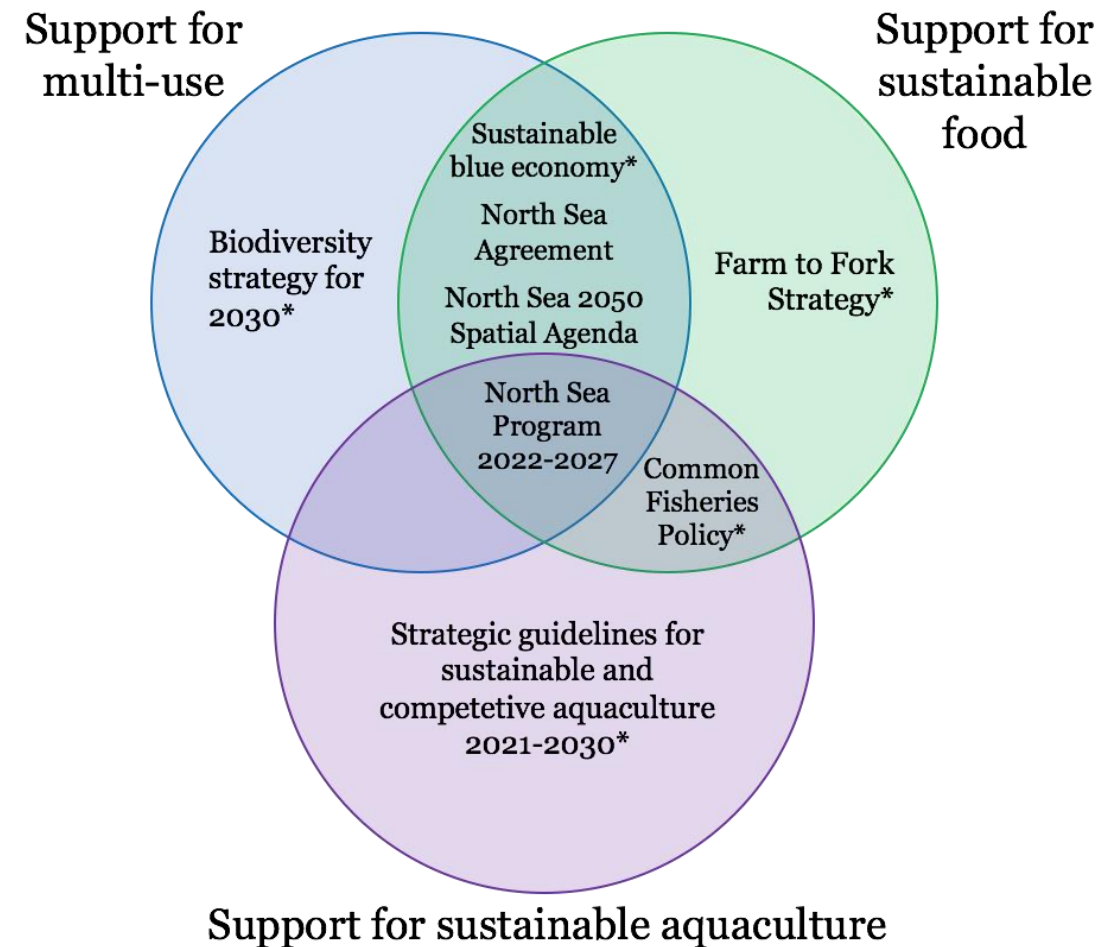 Support for
multi-use
Support for
sustainable
food
Sustainable
blue economy*
North Sea
Agreement
North Sea 2050
Spatial Agenda
Biodiversity
strategy for
2030*
Farm to Fork
Strategy*
North Sea
Program
2022-2027
Common
Fisheries
Policy*
Strategic guidelines for
sustainable and
competetive aquaculture
2021-2030*
Support for sustainable aquaculture